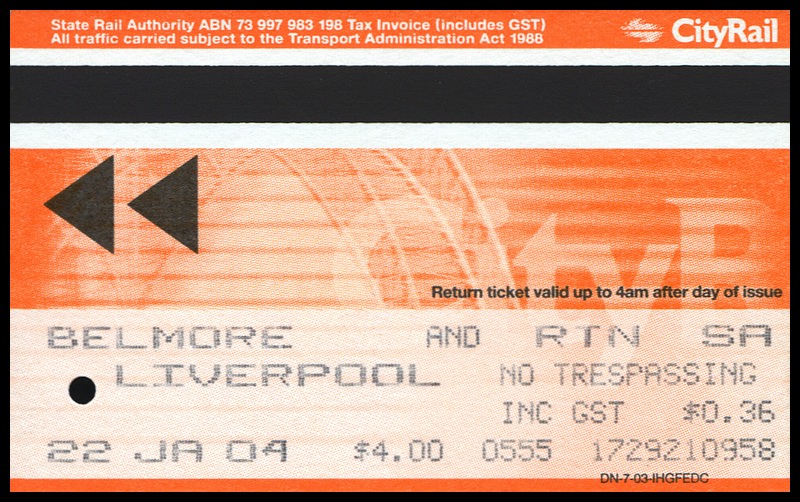 State Rail Authority ABN 73 997 983 198 Tax Invoice (includes GST)
All traffic carried subject to the Transport Administration Act 1988
CityRail
CityR
Return ticket valid up to 4am after day of issue
BELMORE AND RTN SA
LIVERPOOL NO TRESPASSING
INC GST $0.36
22 JA 04 $4.00 0555 1729210958
DN-7-03-IHGFEDC